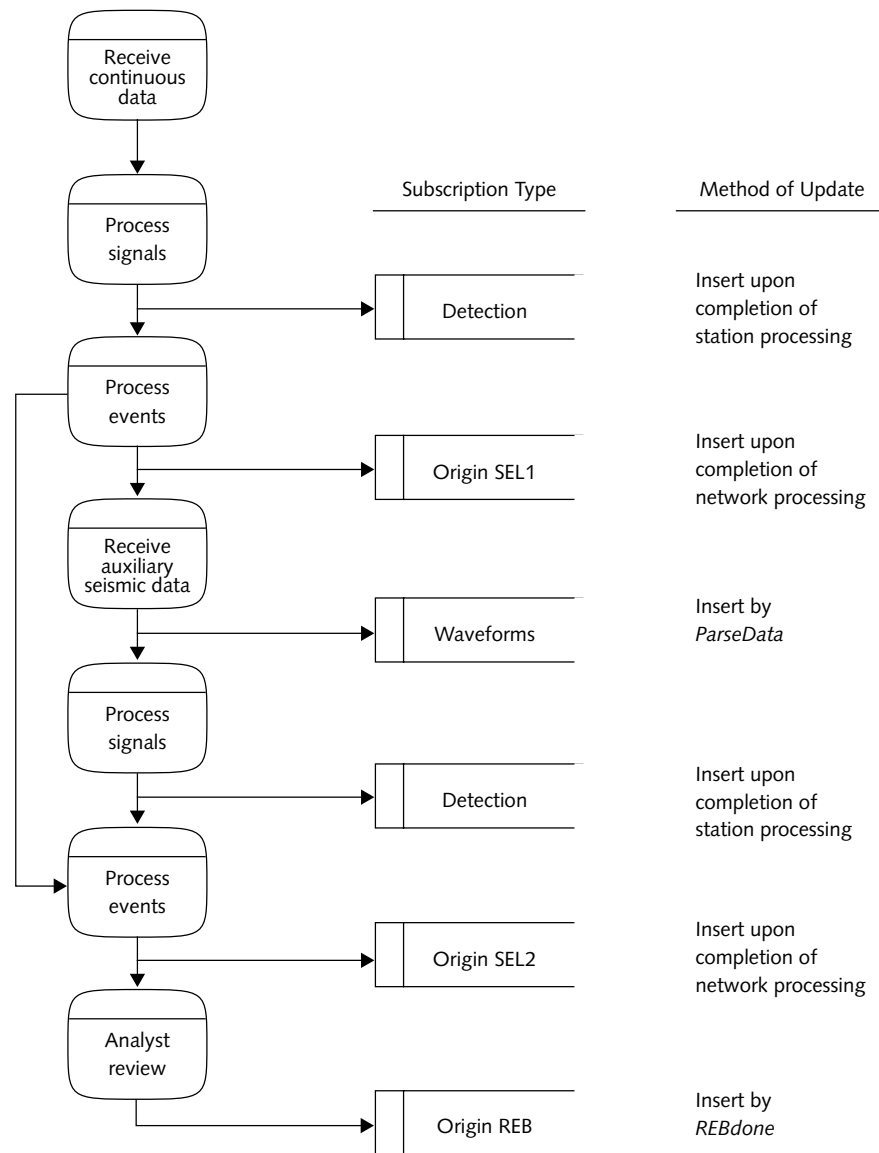 Receive
continuous
data
Subscription Type
Method of Update
Process
signals
Detection
Insert upon
completion of
station processing
Process
events
Origin SEL1
Insert upon
completion of
network processing
Receive
auxiliary
seismic data
Waveforms
Insert by
ParseData
Process
signals
Detection
Insert upon
completion of
station processing
Process
events
Origin SEL2
Insert upon
completion of
network processing
Analyst
review
Origin REB
Insert by
REBdone